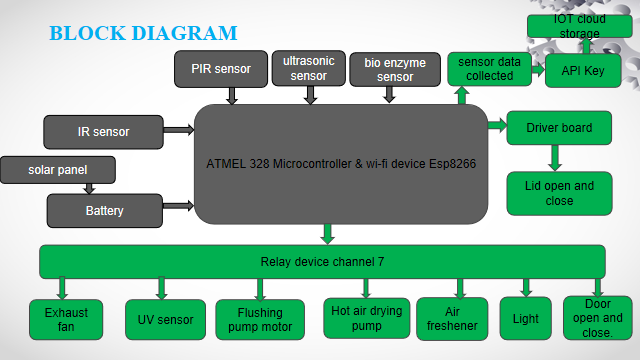 BLOCK DIAGRAM
IOT cloud
storage
PIR sensor
ultrasonic
sensor
bio enzyme
sensor
sensor data
collected
API Key
IR sensor
Driver board
ATMEL 328 Microcontroller & wi-fi device Esp8266
solar panel
Lid open and
close
Battery
Relay device channel 7
Exhaust
fan
UV sensor
Flushing
pump motor
Hot air drying
pump
Air
freshener
Light
Door
open and
close.